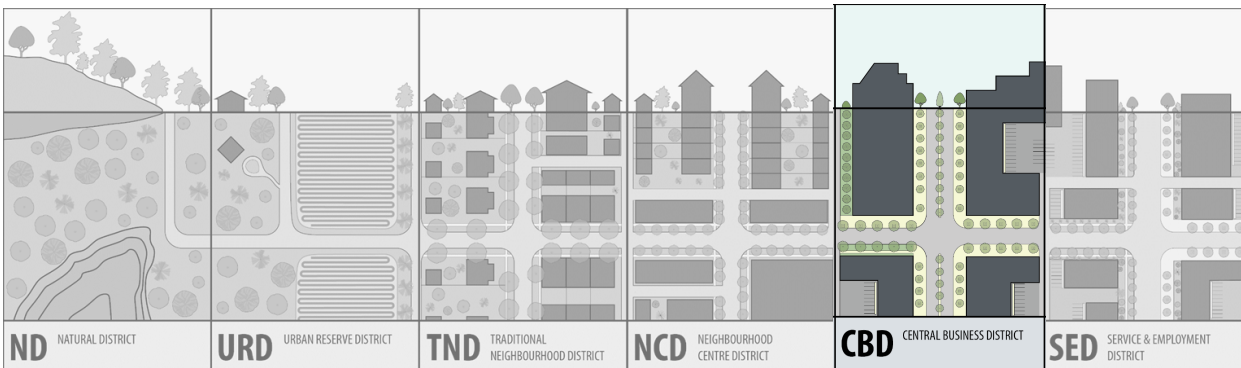 ND NATURAL DISTRICT
URD URBAN RESERVE DISTRICT
TND TRADITIONAL
NEIGHBOURHOOD DISTRICT
NCD NEIGHBOURHOOD
CENTRE DISTRICT
CBD CENTRAL BUSINESS DISTRICT
SED SERVICE & EMPLOYMENT
DISTRICT